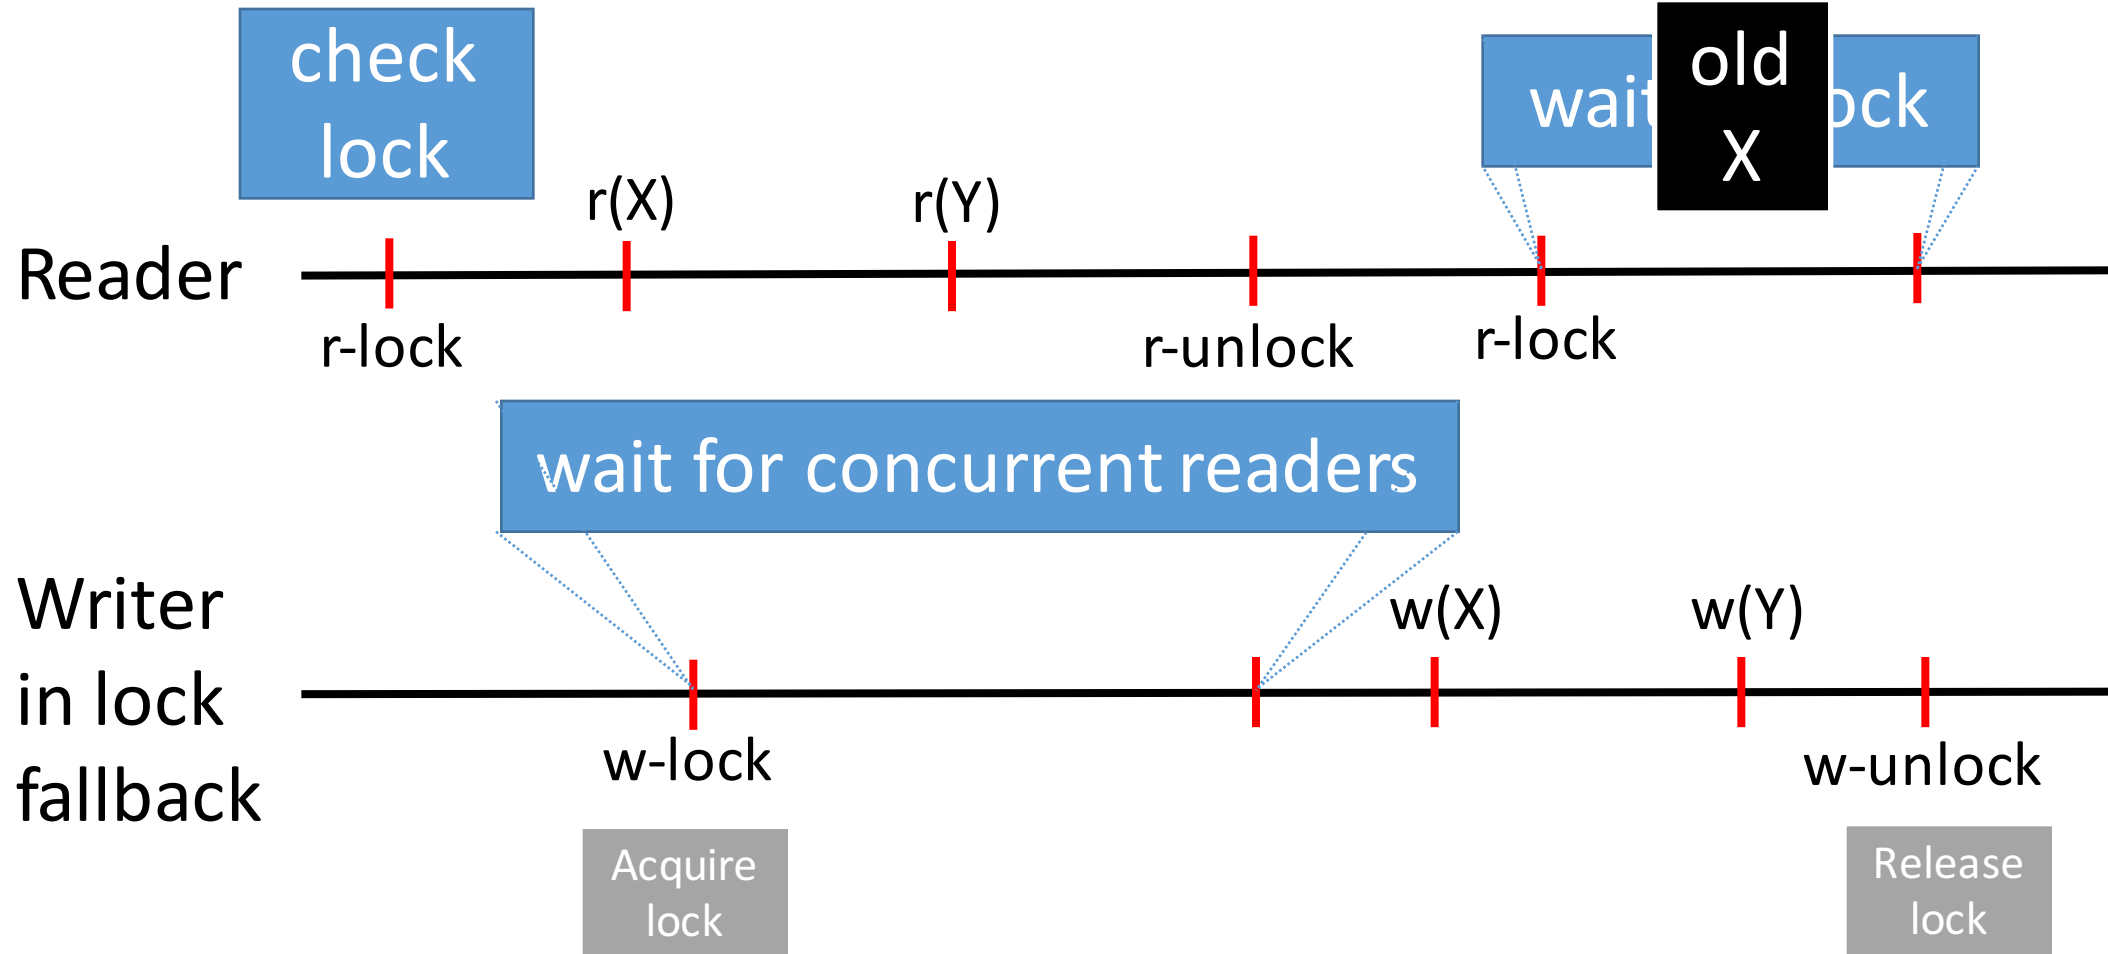 check
lock
old
X
wait ock
r(X)
r(Y)
Reader
r-lock
r-unlock
r-lock
wait for concurrent readers
Writer
in lock
fallback
w(X)
w(Y)
w-lock
w-unlock
Acquire
lock
Release
lock